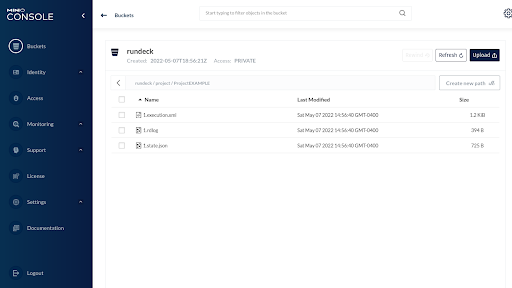 MINIO
CONSOLE
Buckets
Identity
Access
Monitoring
Support
License
Settings
Documentation
Logout
Buckets
Start typing to filter objects in the bucket
rundeck
Created: 2022-05-07T18:56:21Z Access: PRIVATE
Refresh
Upload
rundeck / project / ProjectEXAMPLE
Create new path
Name Last Modified Size
1.execution.xml Sat May 07 2022 14:56:40 GMT-0400 1.2 KiB
1.rdlog Sat May 07 2022 14:56:40 GMT-0400 394 B
1.state.json Sat May 07 2022 14:56:40 GMT-0400 725 B